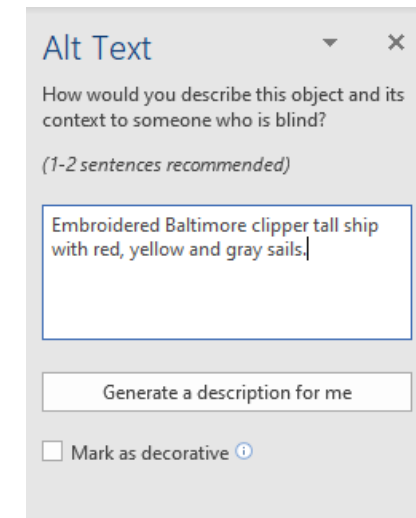 Alt Text
How would you describe this object and its
context to someone who is blind?
(1-2 sentences recommended)
Embroidered Baltimore clipper tall ship
with red, yellow and gray sails.
Generate a description for me
Mark as decorative